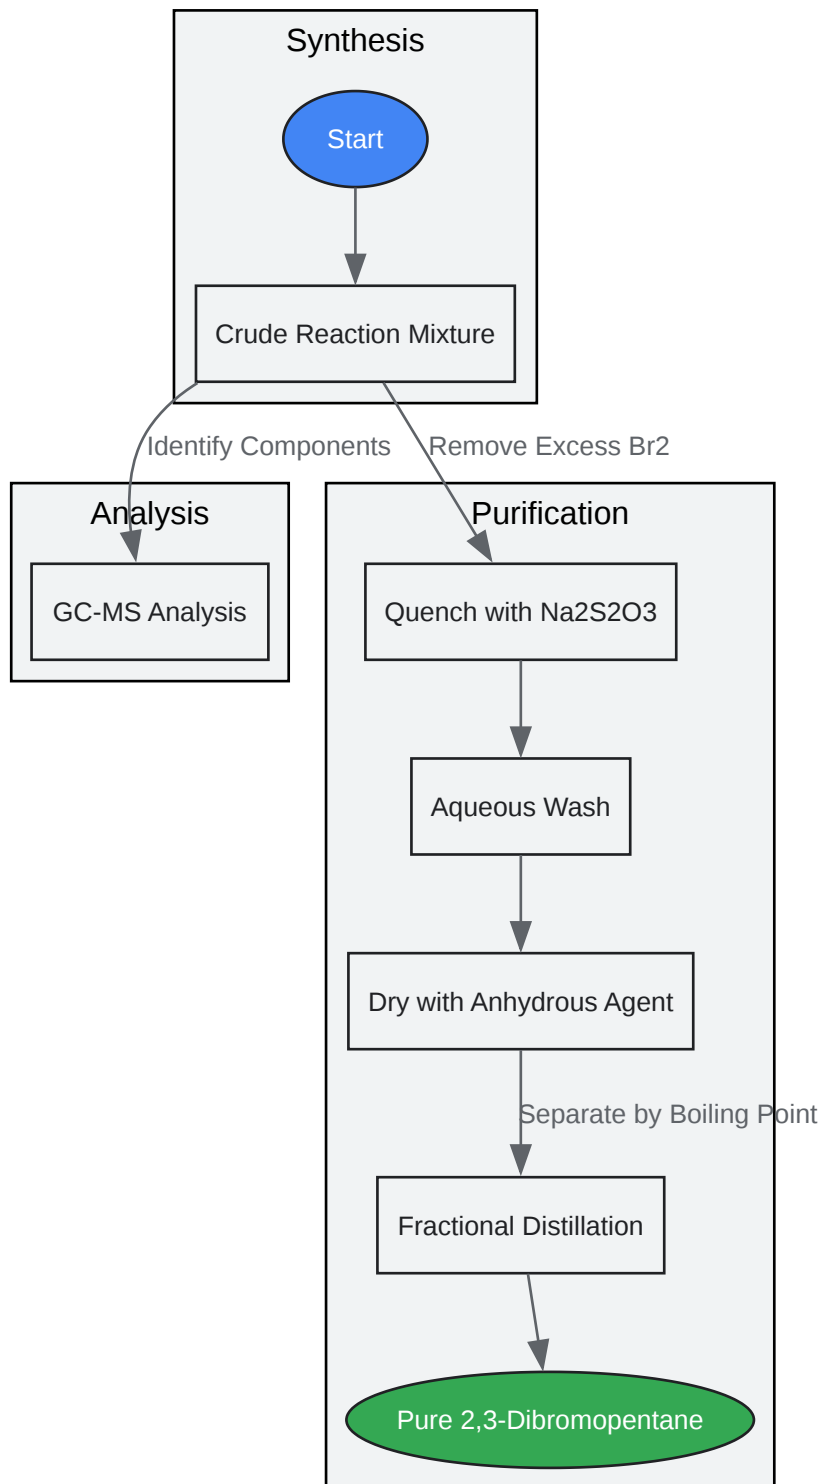 Synthesis
Start
Crude Reaction Mixture
Identify Components
Remove Excess Br2
Analysis
GC-MS Analysis
Purification
Quench with Na2S2O3
Aqueous Wash
Dry with Anhydrous Agent
Separate by Boiling Point
Fractional Distillation
Pure 2,3-Dibromopentane